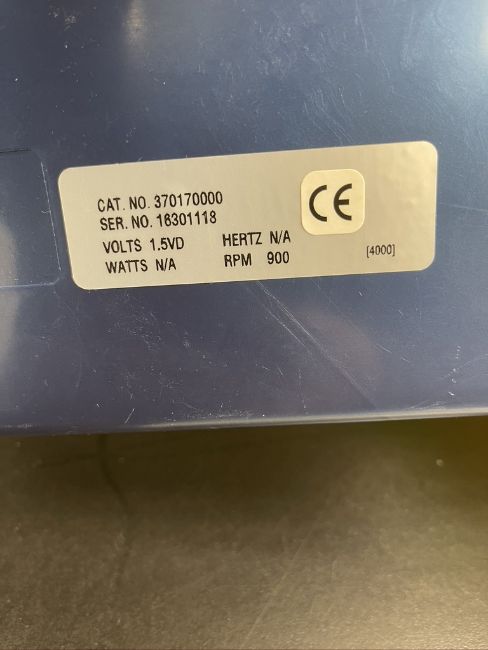 CAT. NO. 370170000
SER. NO. 16301118
CE
VOLTS 1.5VD HERTZ N/A
WATTS N/A RPM 900 [4000]